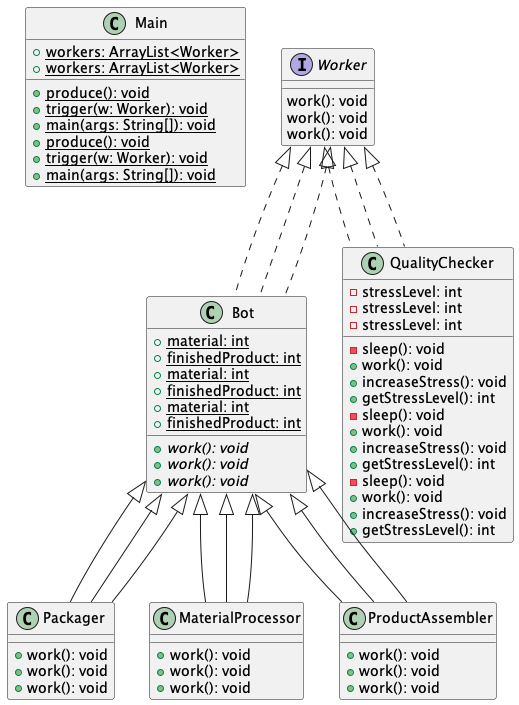 C Main
workers: ArrayList<Worker>
workers: ArrayList<Worker>
produce(): void
trigger(w: Worker): void
main(args: String[]): void
produce(): void
trigger(w: Worker): void
main(args: String[]): void
I Worker
work(): void
work(): void
work(): void
C QualityChecker
stressLevel: int
stressLevel: int
stressLevel: int
sleep(): void
work(): void
increaseStress(): void
getStressLevel(): int
sleep(): void
work(): void
increaseStress(): void
getStressLevel(): int
sleep(): void
work(): void
increaseStress(): void
getStressLevel(): int
C Bot
material: int
finishedProduct: int
material: int
finishedProduct: int
material: int
finishedProduct: int
work(): void
work(): void
work(): void
C Packager
work(): void
work(): void
work(): void
C MaterialProcessor
work(): void
work(): void
work(): void
C ProductAssembler
work(): void
work(): void
work(): void